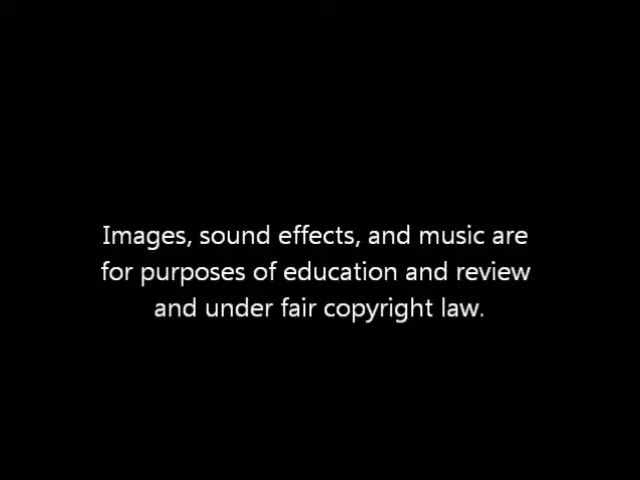 Images, sound effects, and music are
for purposes of education and review
and under fair copyright law.